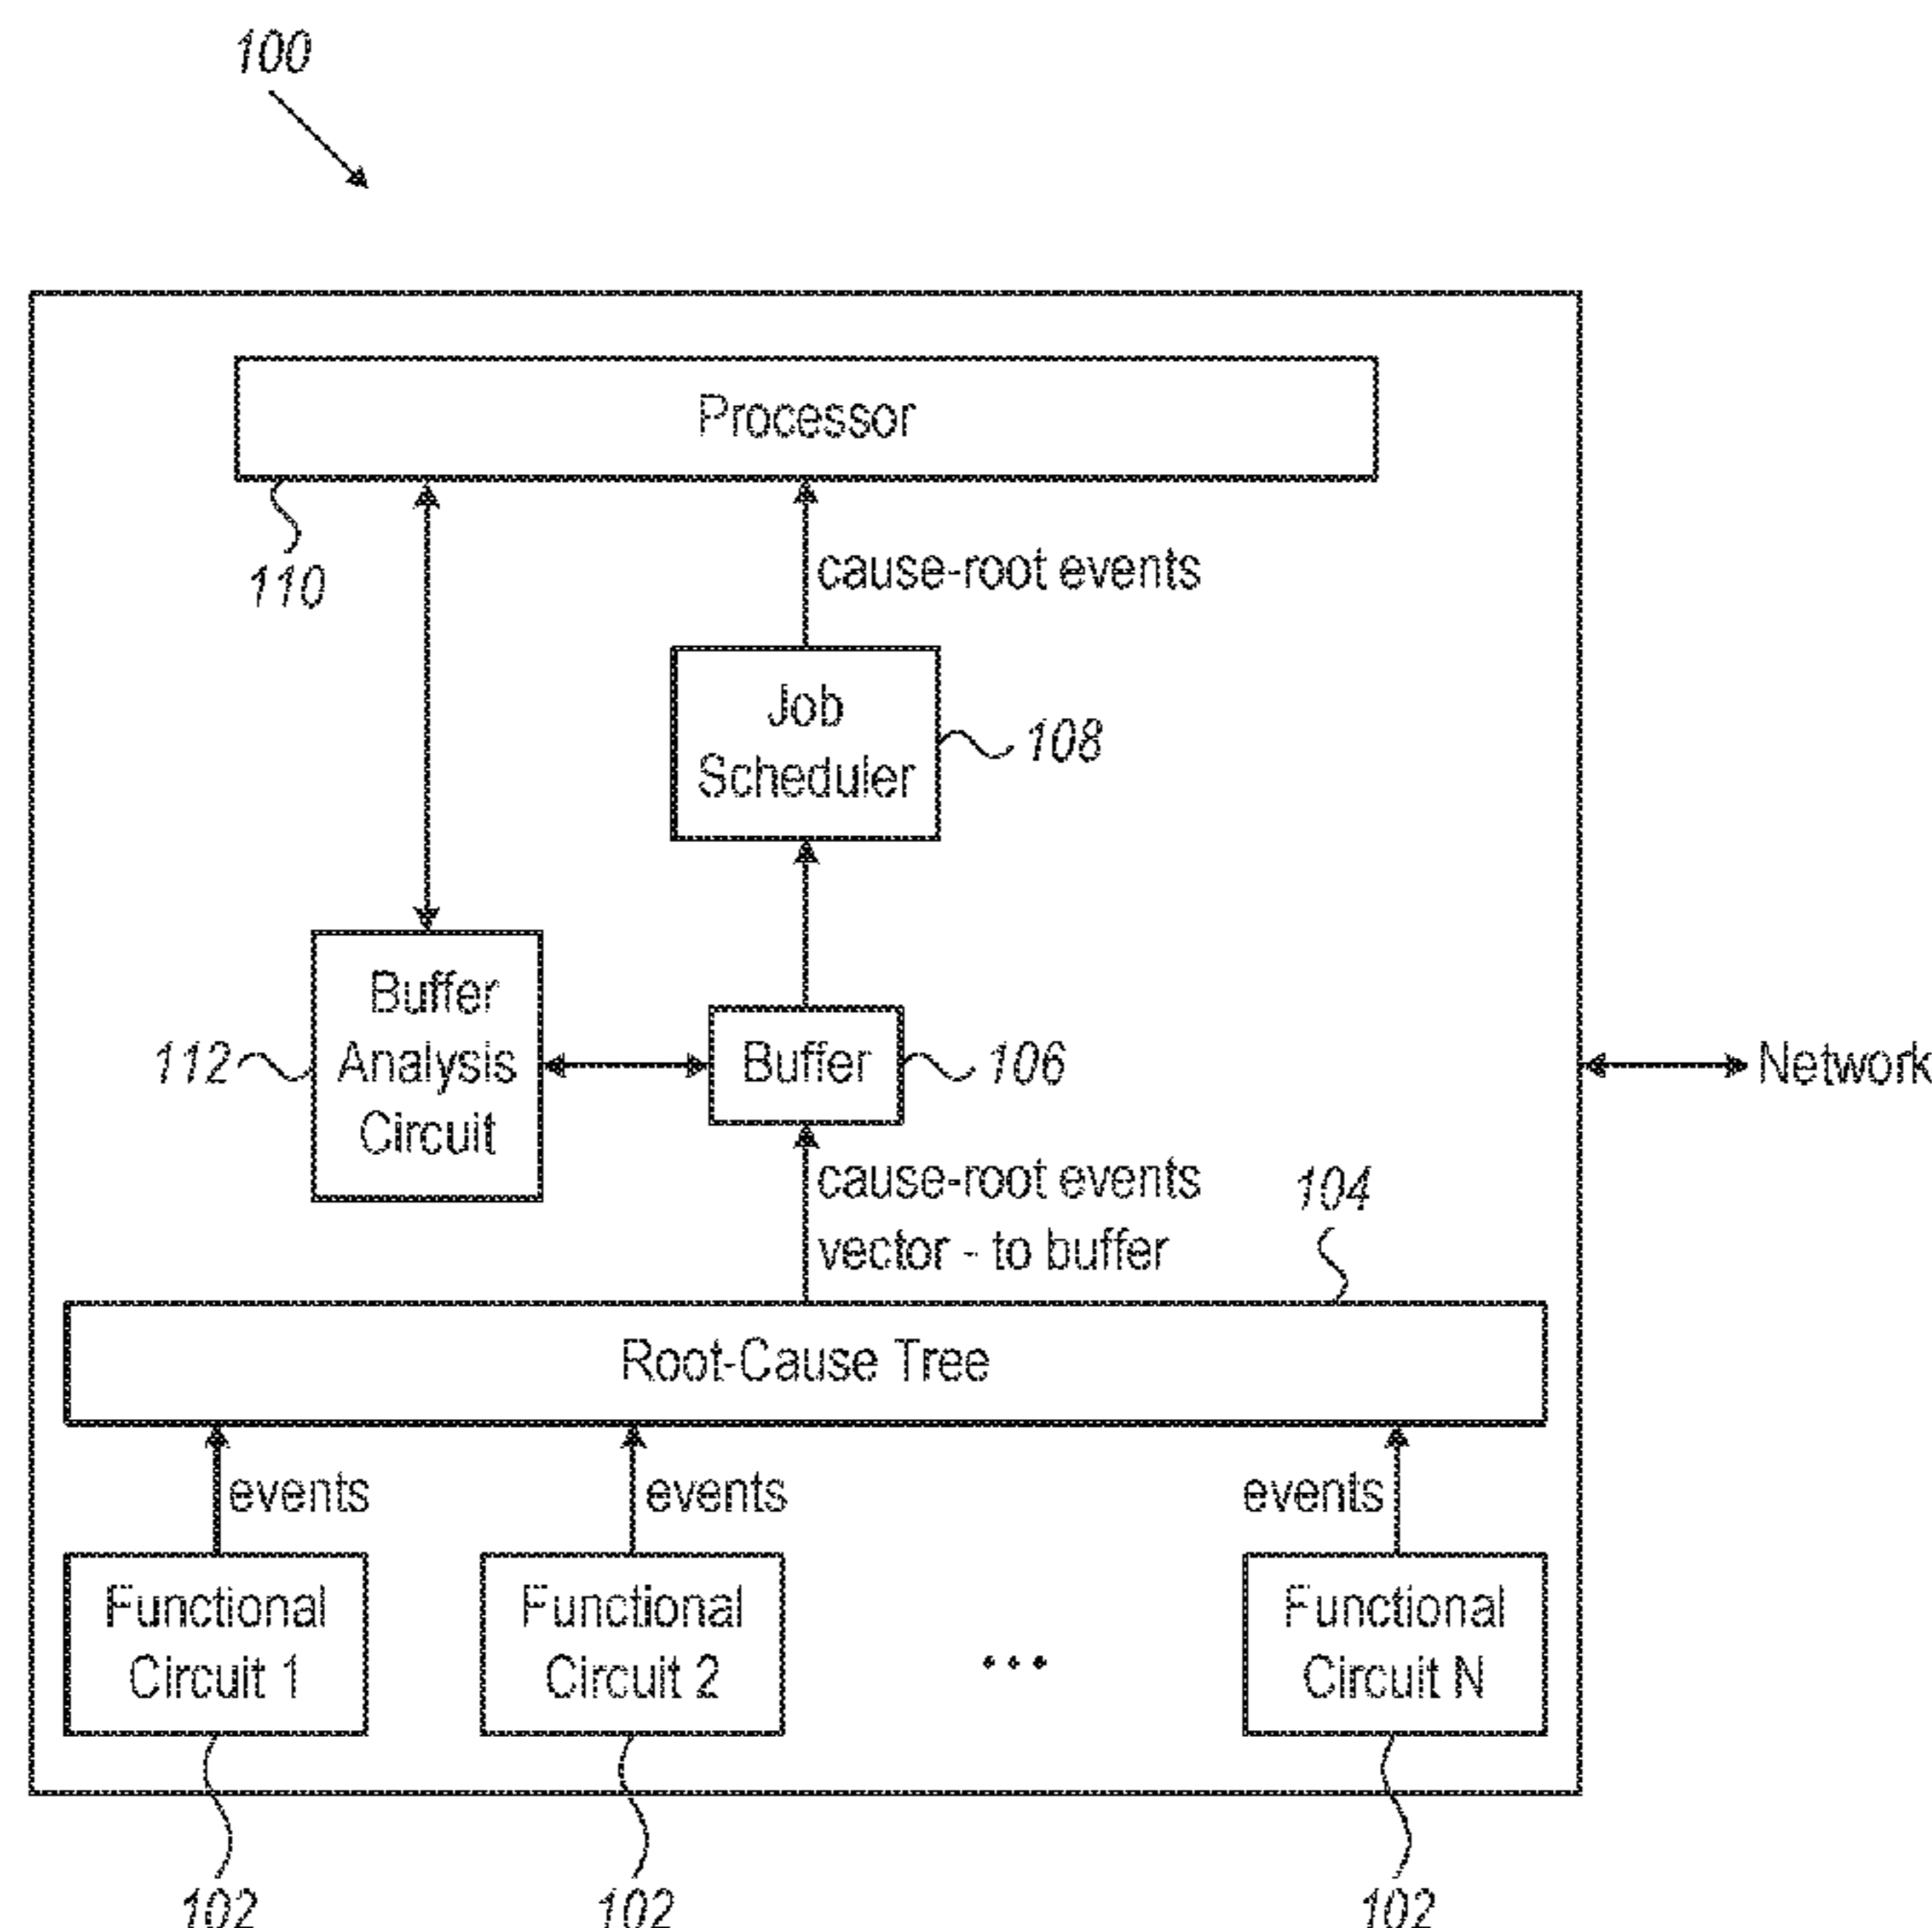 100
Processor
110
cause-root events
Job
Scheduler
108
Buffer
Analysis
Circuit
112
Buffer
106
Network
cause-root events
vector - to buffer
104
Root-Cause Tree
events
events
events
Functional
Circuit 1
Functional
Circuit 2
...
Functional
Circuit N
102
102
102